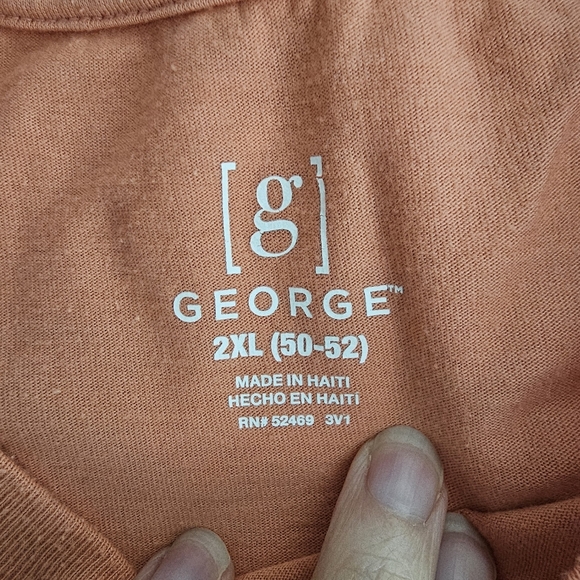 [g]
GEORGE™
2XL (50-52)
MADE IN HAITI
HECHO EN HAITI
RN# 52469 3V1